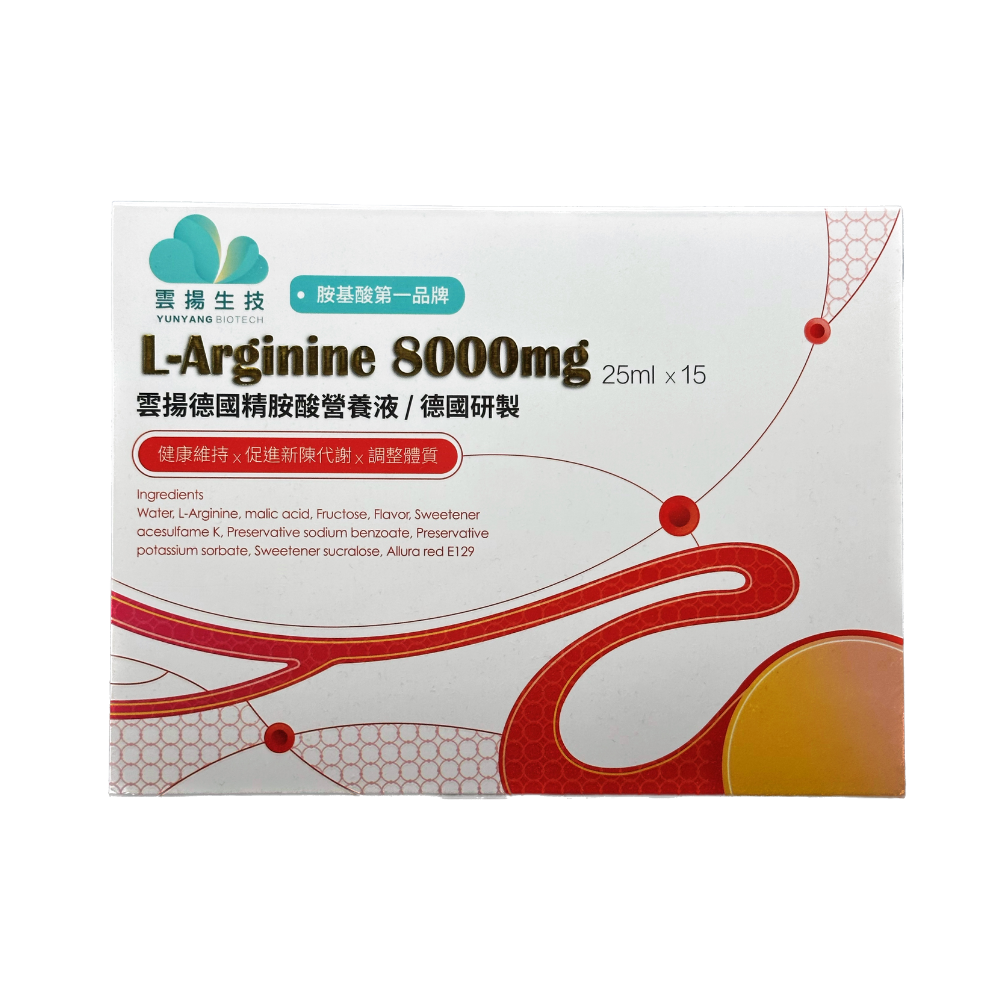 雲揚生技
YUNYANG BIOTECH
• 胺基酸第一品牌
L-Arginine 8000mg
25ml x 15
雲揚德國精胺酸營養液 / 德國研製
健康維持 x 促進新陳代謝 x 調整體質
Ingredients
Water, L-Arginine, malic acid, Fructose, Flavor, Sweetener
acesulfame K, Preservative sodium benzoate, Preservative
potassium sorbate, Sweetener sucralose, Allura red E129